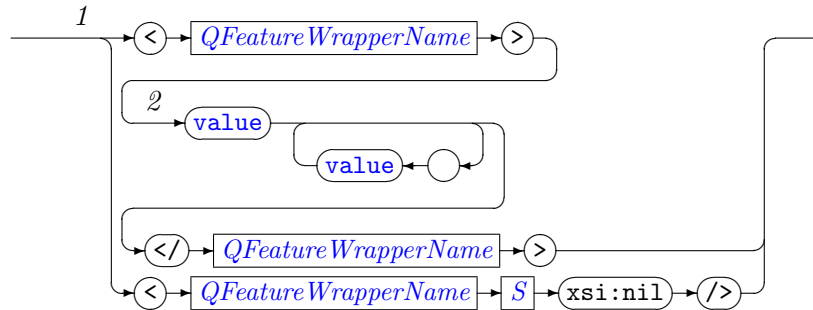 1
< QFeatureWrapperName >
2
value
value
</ QFeatureWrapperName >
< QFeatureWrapperName S xsi:nil />